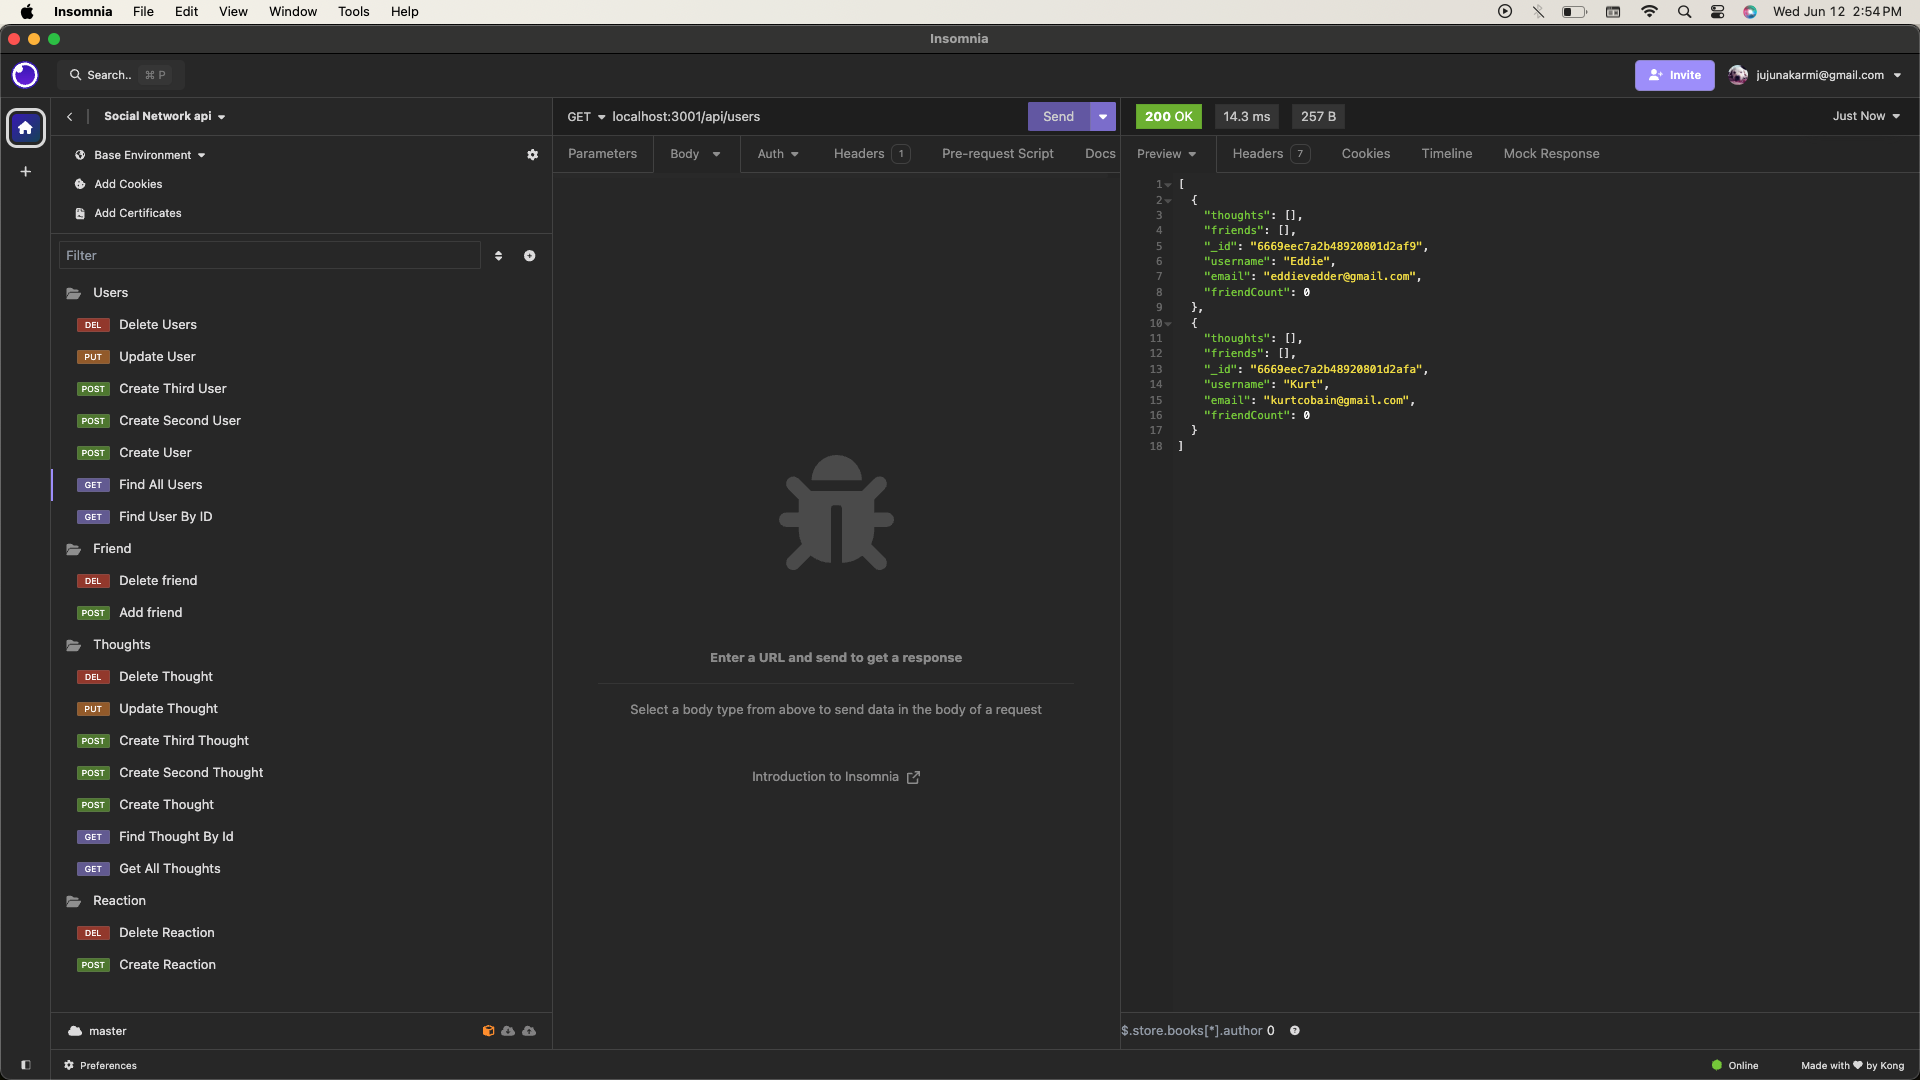 Insomnia File Edit View Window Tools Help Wed Jun 12 2:54 PM
Insomnia
Search.. ⌘ P Invite jujunakarmi@gmail.com
Social Network api
GET localhost:3001/api/users Send
200 OK 14.3 ms 257 B Just Now
Base Environment
Add Cookies
Add Certificates
Parameters Body Auth Headers 1 Pre-request Script Docs
Preview Headers 7 Cookies Timeline Mock Response
Filter
Users
DEL Delete Users
PUT Update User
POST Create Third User
POST Create Second User
POST Create User
GET Find All Users
GET Find User By ID
Friend
DEL Delete friend
POST Add friend
Thoughts
DEL Delete Thought
PUT Update Thought
POST Create Third Thought
POST Create Second Thought
POST Create Thought
GET Find Thought By Id
GET Get All Thoughts
Reaction
DEL Delete Reaction
POST Create Reaction
Enter a URL and send to get a response
Select a body type from above to send data in the body of a request
Introduction to Insomnia
1 [
2 {
3 "thoughts": [],
4 "friends": [],
5 "_id": "6669eec7a2b48920801d2af9",
6 "username": "Eddie",
7 "email": "eddievedder@gmail.com",
8 "friendCount": 0
9 },
10 {
11 "thoughts": [],
12 "friends": [],
13 "_id": "6669eec7a2b48920801d2afa",
14 "username": "Kurt",
15 "email": "kurtcobain@gmail.com",
16 "friendCount": 0
17 }
18 ]
master
$.store.books[*].author 0
Preferences
Online Made with ♥ by Kong